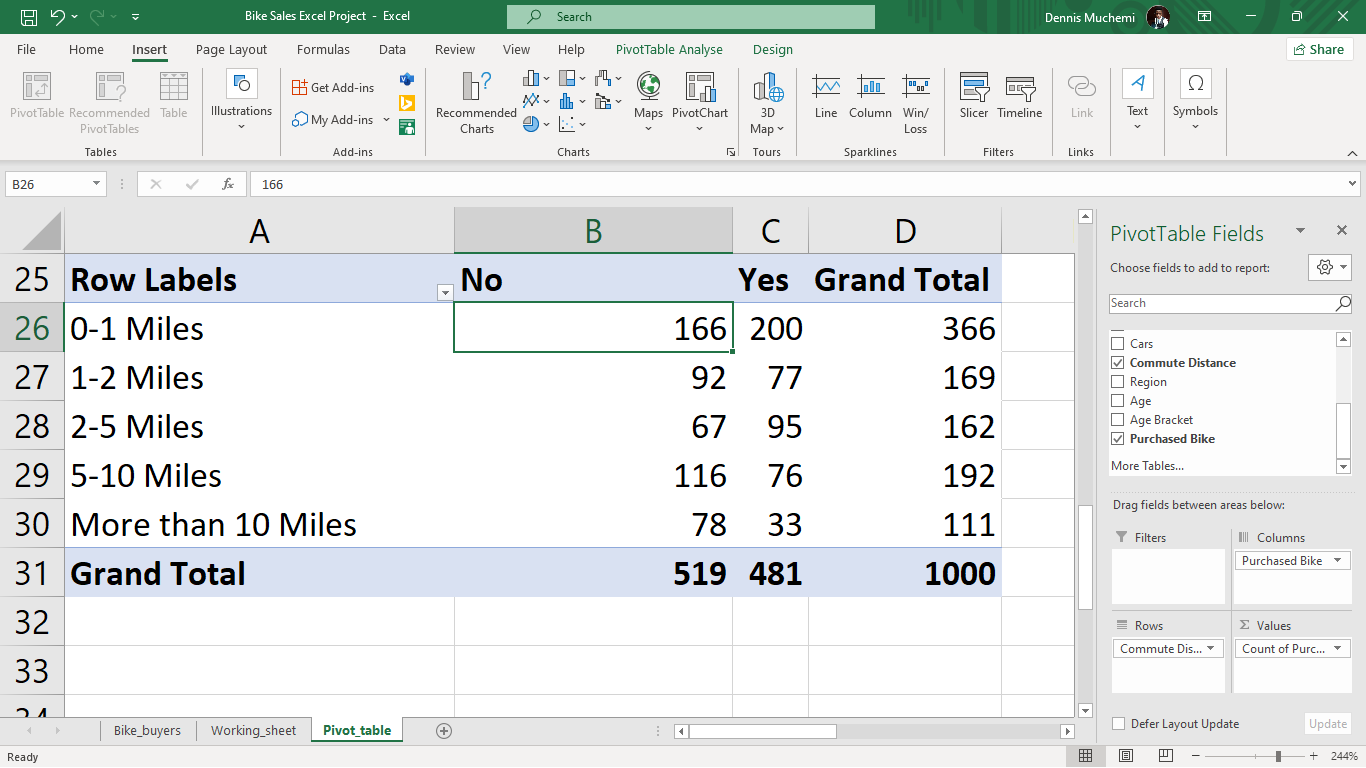 Bike Sales Excel Project - Excel
Search
Dennis Muchemi
File Home Insert Page Layout Formulas Data Review View Help PivotTable Analyse Design Share
PivotTable
Recommended
PivotTables
Table
Tables
Illustrations
Get Add-ins
My Add-ins
Add-ins
Recommended
Charts
Maps
PivotChart
Charts
3D
Map
Tours
Line
Column
Win/
Loss
Sparklines
Slicer
Timeline
Filters
Link
Links
Text
Symbols
B26
fx
166
A B C D
25 Row Labels No Yes Grand Total
26 0-1 Miles 166 200 366
27 1-2 Miles 92 77 169
28 2-5 Miles 67 95 162
29 5-10 Miles 116 76 192
30 More than 10 Miles 78 33 111
31 Grand Total 519 481 1000
32
33
PivotTable Fields
Choose fields to add to report:
Search
Cars
Commute Distance
Region
Age
Age Bracket
Purchased Bike
More Tables...
Drag fields between areas below:
Filters
Columns
Purchased Bike
Rows
Commute Dis...
Σ Values
Count of Purc...
Defer Layout Update
Update
Bike_buyers Working_sheet Pivot_table
Ready
244%